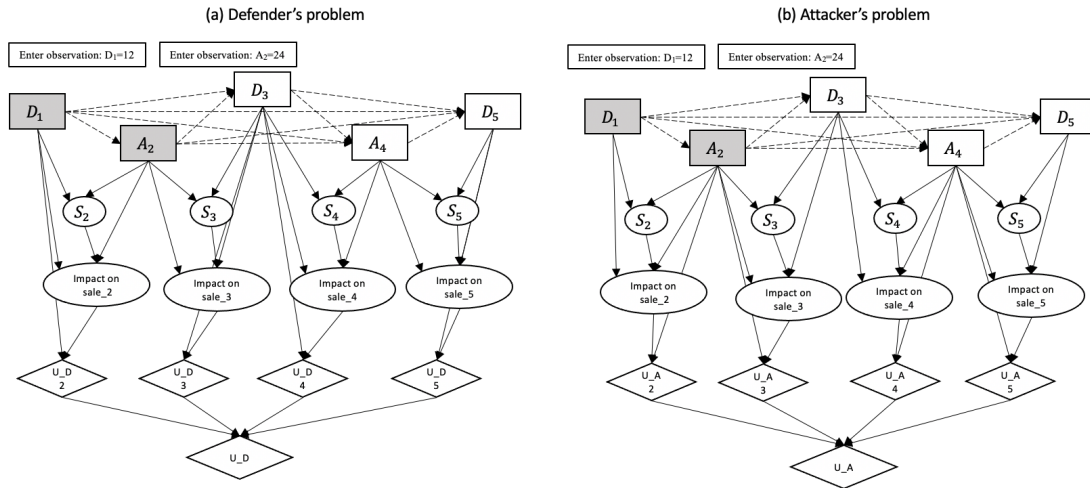 (a) Defender's problem
Enter observation: D₁=12
Enter observation: A₂=24
D₃
D₁
D₅
A₂
A₄
S₂
S₃
S₄
S₅
Impact on
sale_2
Impact on
sale_3
Impact on
sale_4
Impact on
sale_5
U_D
2
U_D
3
U_D
4
U_D
5
U_D
(b) Attacker's problem
Enter observation: D₁=12
Enter observation: A₂=24
D₃
D₁
D₅
A₂
A₄
S₂
S₃
S₄
S₅
Impact on
sale_2
Impact on
sale_3
Impact on
sale_4
Impact on
sale_5
U_A
2
U_A
3
U_A
4
U_A
5
U_A